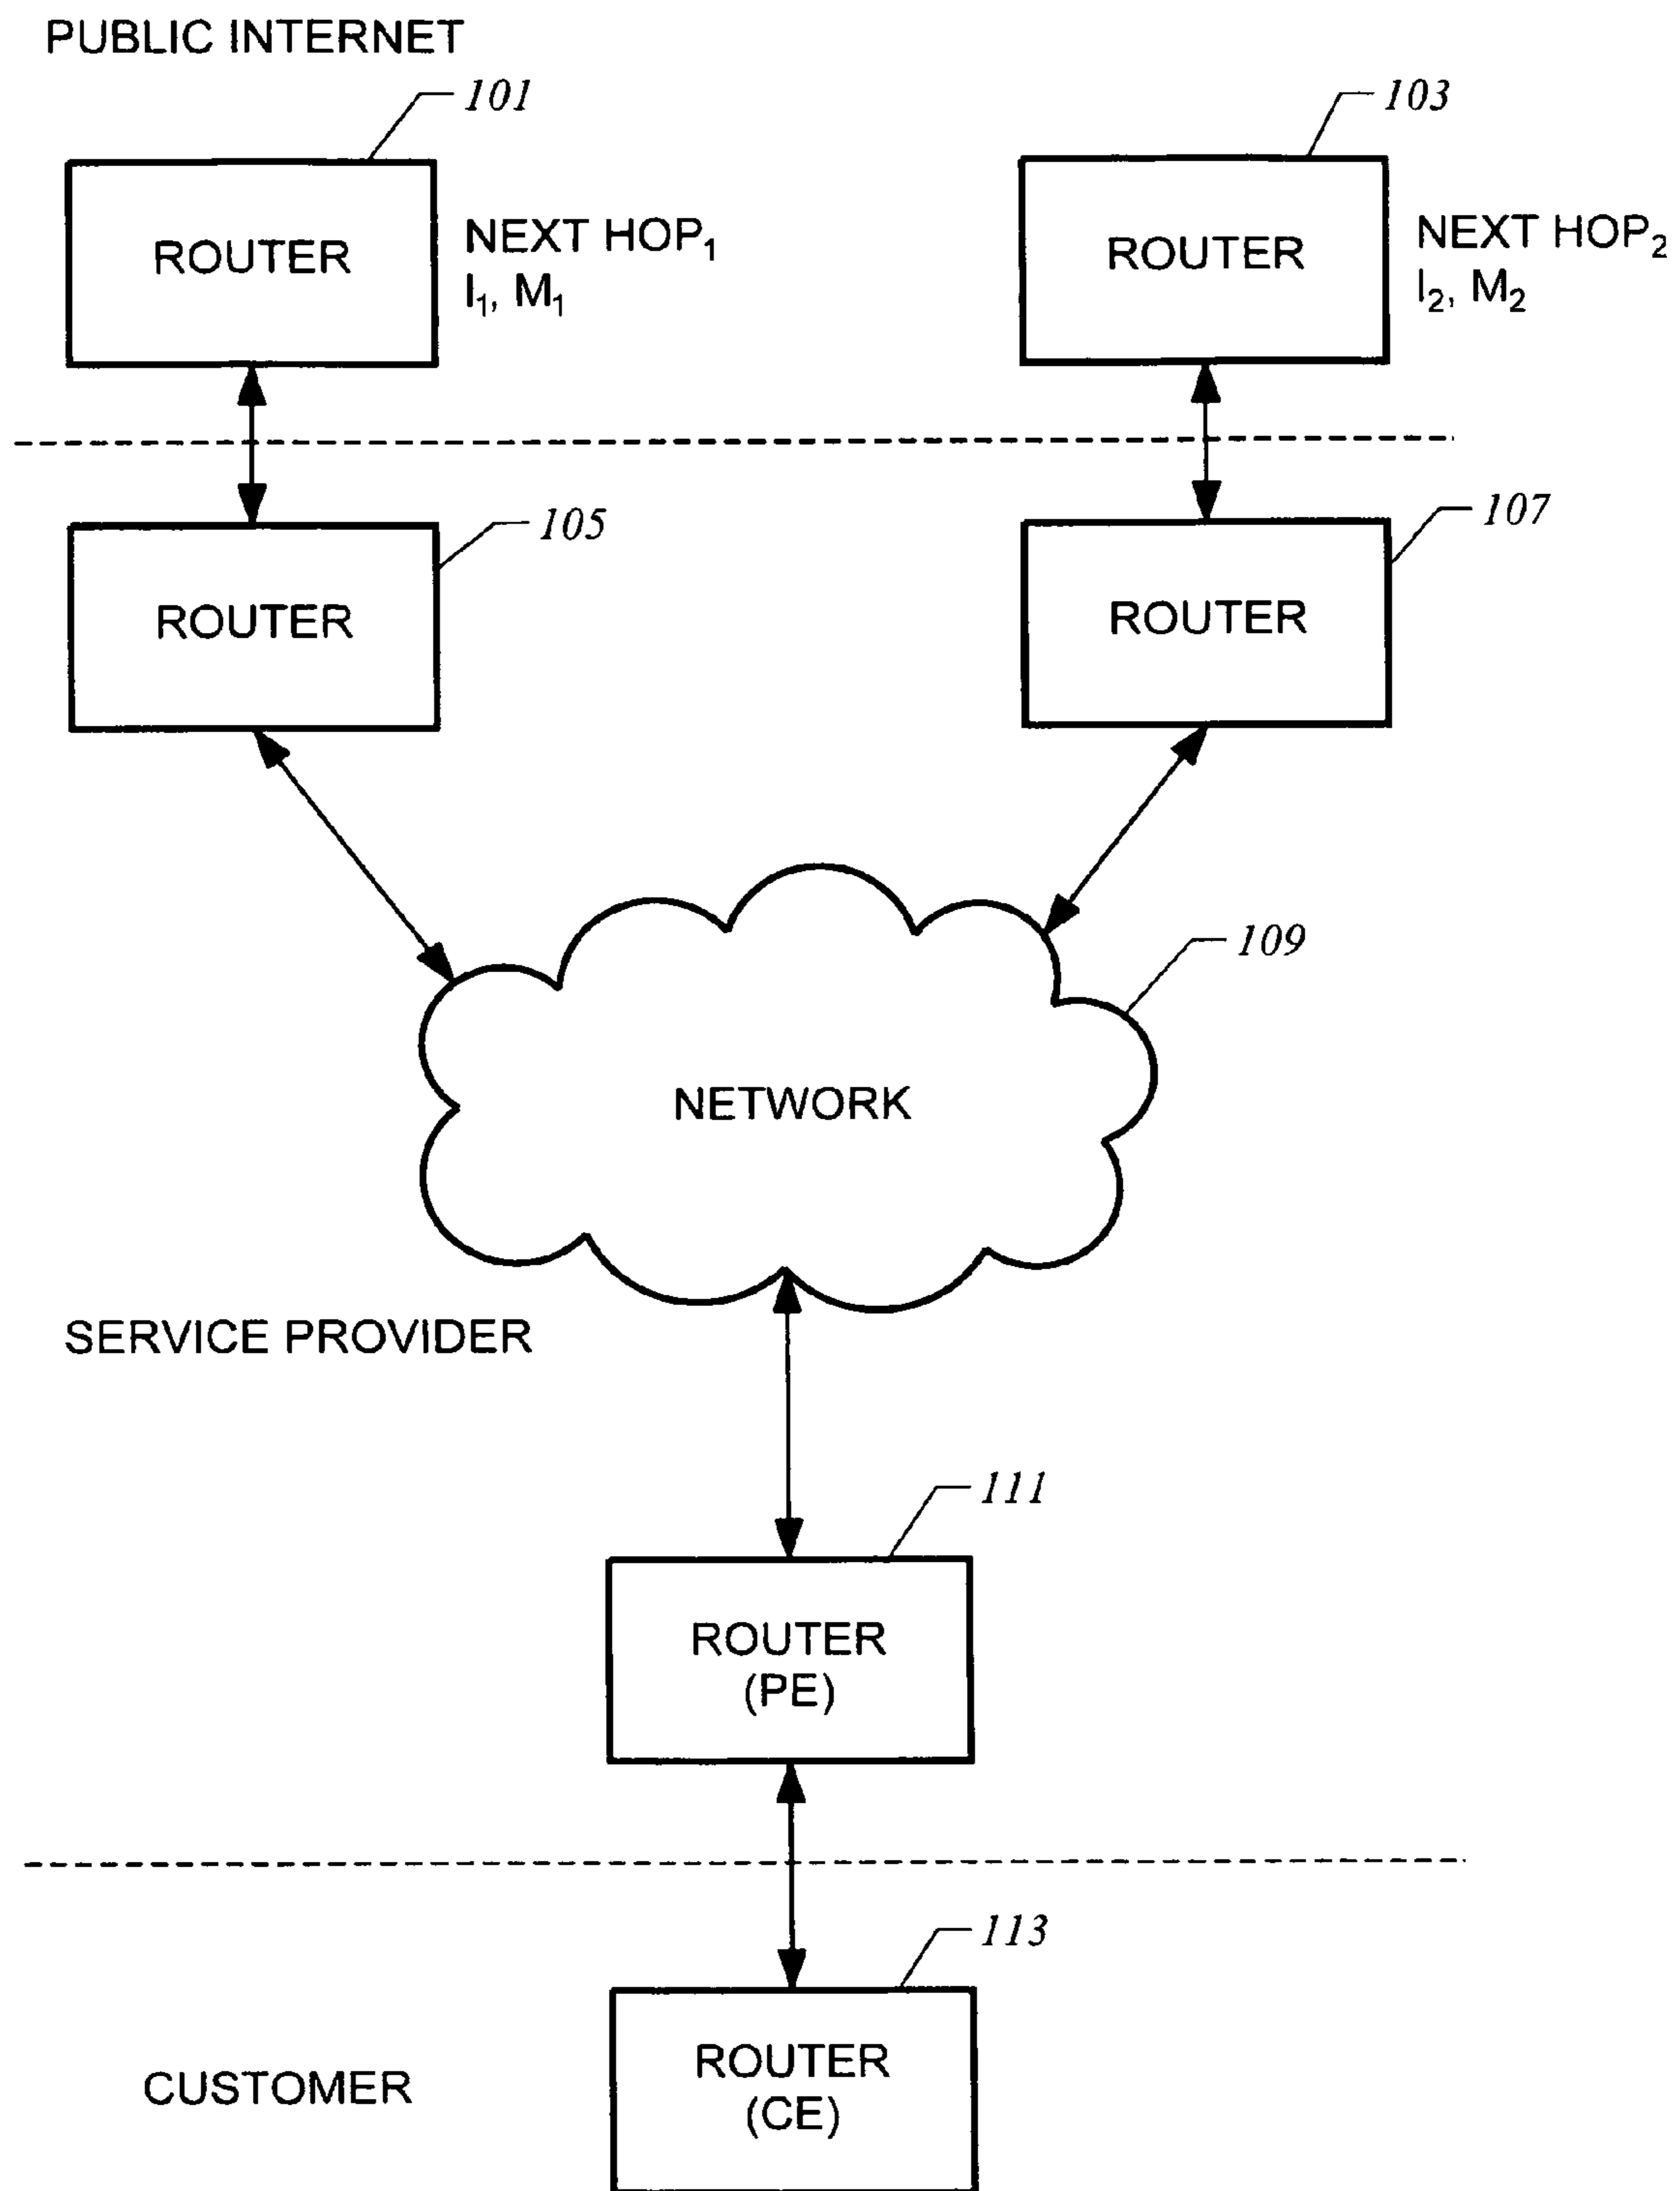 PUBLIC INTERNET
101
103
ROUTER
NEXT HOP₁
I₁, M₁
ROUTER
NEXT HOP₂
I₂, M₂
105
107
ROUTER
ROUTER
109
NETWORK
SERVICE PROVIDER
111
ROUTER
(PE)
113
ROUTER
(CE)
CUSTOMER